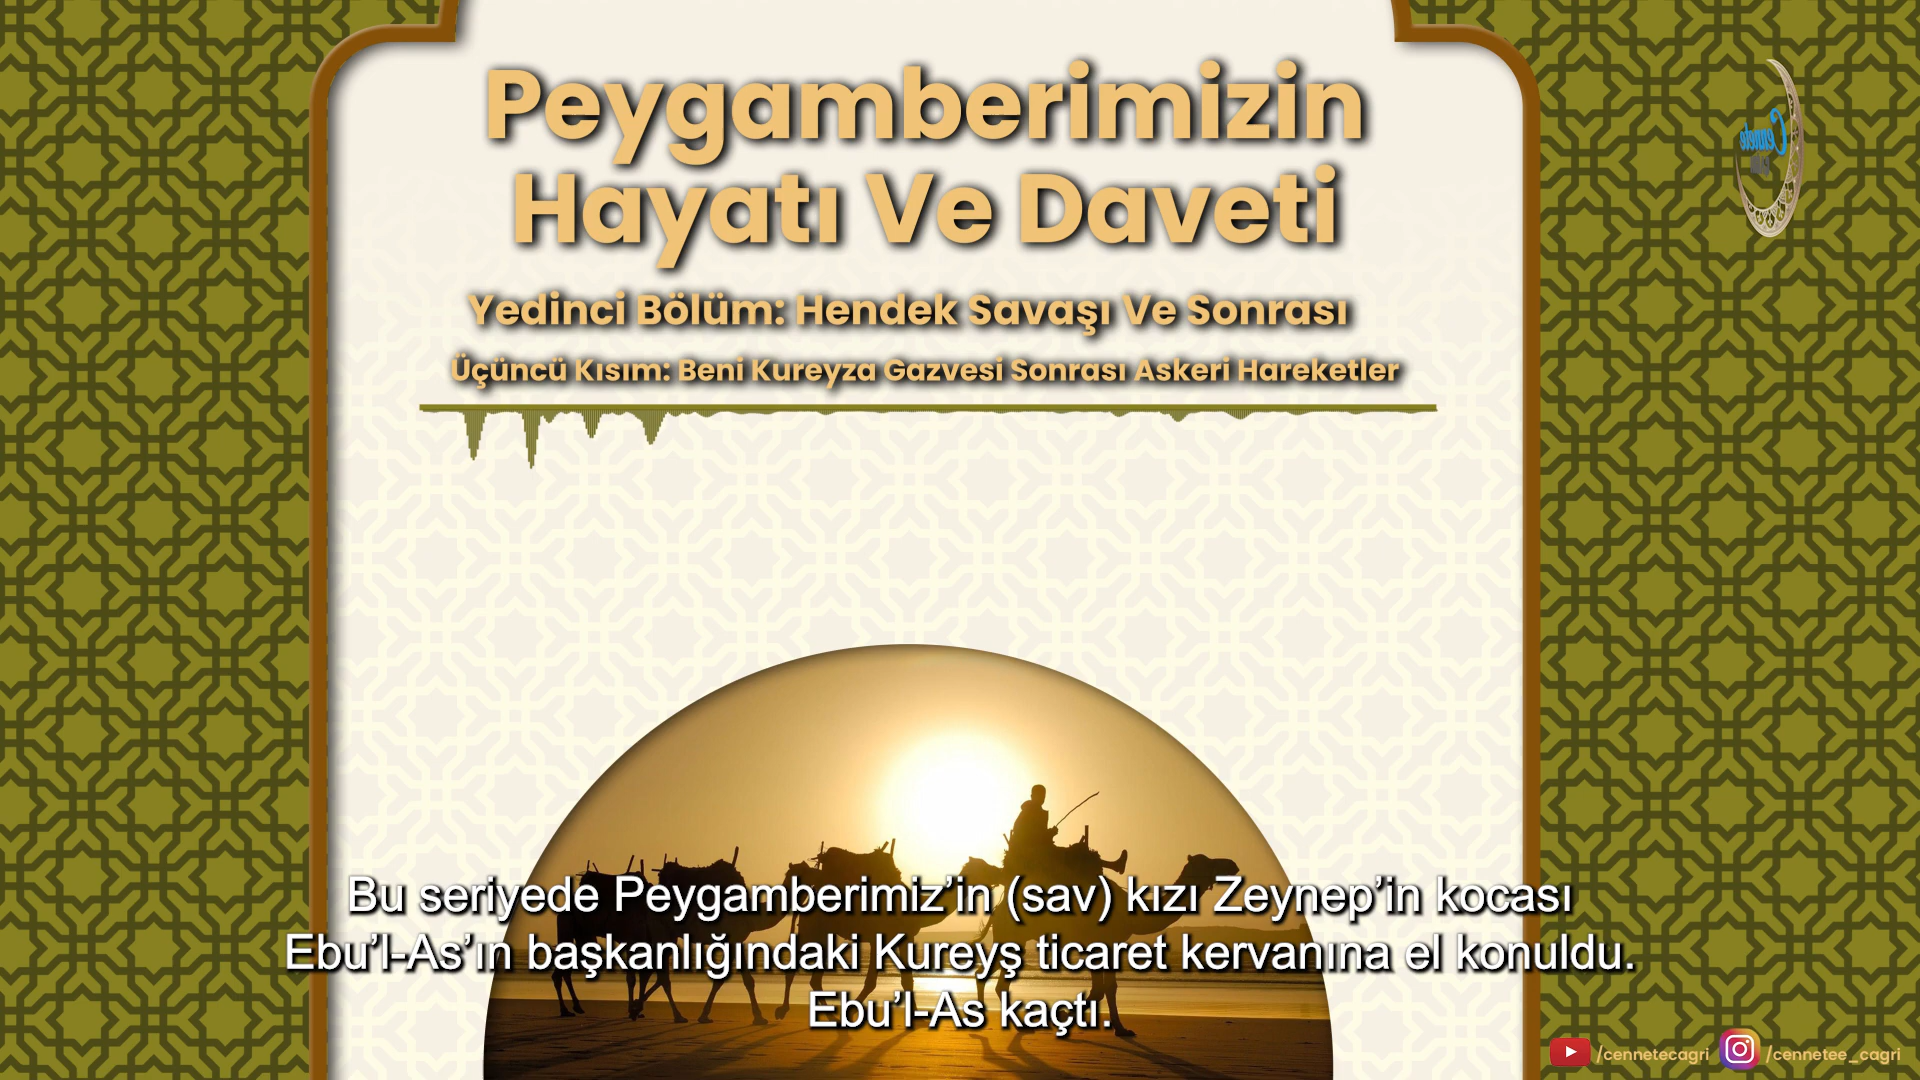 Peygamberimizin
Hayatı Ve Daveti
Yedinci Bölüm: Hendek Savaşı Ve Sonrası
Üçüncü Kısım: Beni Kureyza Gazvesi Sonrası Askeri Hareketler
Cennete
Bu seriyede Peygamberimiz’in (sav) kızı Zeynep’in kocası
Ebu’l-As’ın başkanlığındaki Kureyş ticaret kervanına el konuldu.
Ebu’l-As kaçtı.
/cennetecagri
/cennetee_cagri